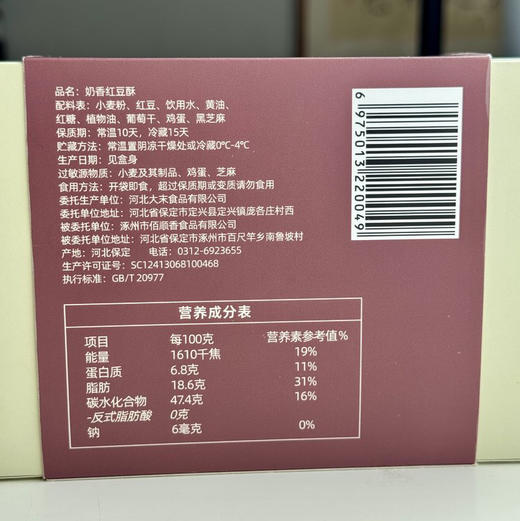 品名：奶香红豆酥
配料表：小麦粉、红豆、饮用水、黄油、
红糖、植物油、葡萄干、鸡蛋、黑芝麻
保质期：常温10天，冷藏15天
贮藏方法：常温置阴凉干燥处或冷藏0℃-4℃
生产日期：见盒身
过敏源物质：小麦及其制品、鸡蛋、芝麻
食用方法：开袋即食，超过保质期或变质请勿食用
委托生产单位：河北大末食品有限公司
委托单位地址：河北省保定市定兴县定兴镇庞各庄村西
被委托单位：涿州市佰顺香食品有限公司
被委托单位地址：河北省保定市涿州市百尺竿乡南鲁坡村
产地：河北保定 电话：0312-6923655
生产许可证号：SC12413068100468
执行标准：GB/T 20977
6 975013 220049
营养成分表
项目 每100克 营养素参考值%
能量 1610千焦 19%
蛋白质 6.8克 11%
脂肪 18.6克 31%
碳水化合物 47.4克 16%
-反式脂肪酸 0克
钠 6毫克 0%